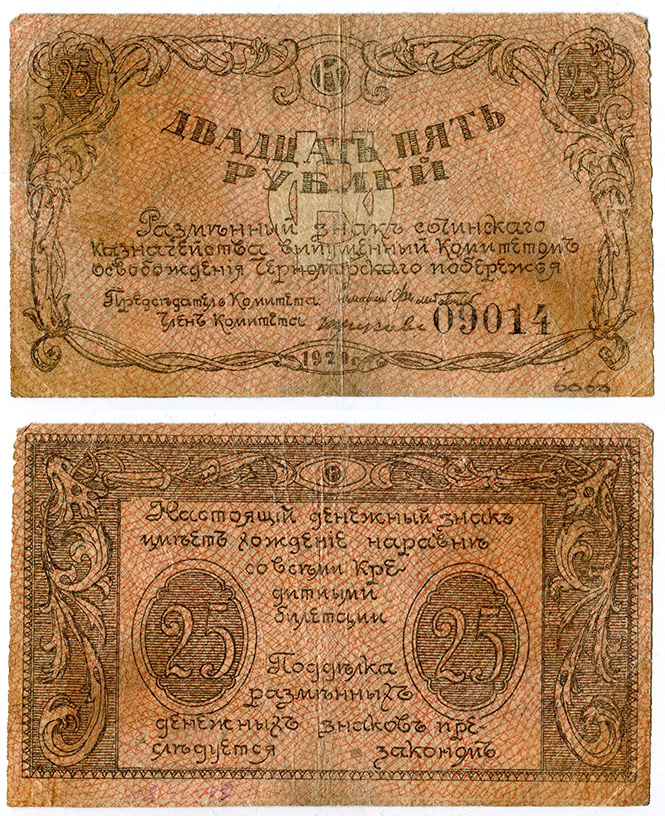 25
25
ДВАДЦАТЬ ПЯТЬ
РУБЛЕЙ
Размѣнный знакъ сочинскаго
казначейства выпущенный Комитетомъ
освобожденія Черноморскаго побережья
Предсѣдатель Комитета
Членъ Комитета
09014
1920 г.
Настоящій денежный знакъ
имѣетъ хожденіе наравнѣ
со всѣми Кре-
дитными
билетами
25
25
Поддѣлка
размѣнныхъ
денежныхъ знаковъ пре-
слѣдуется закономъ